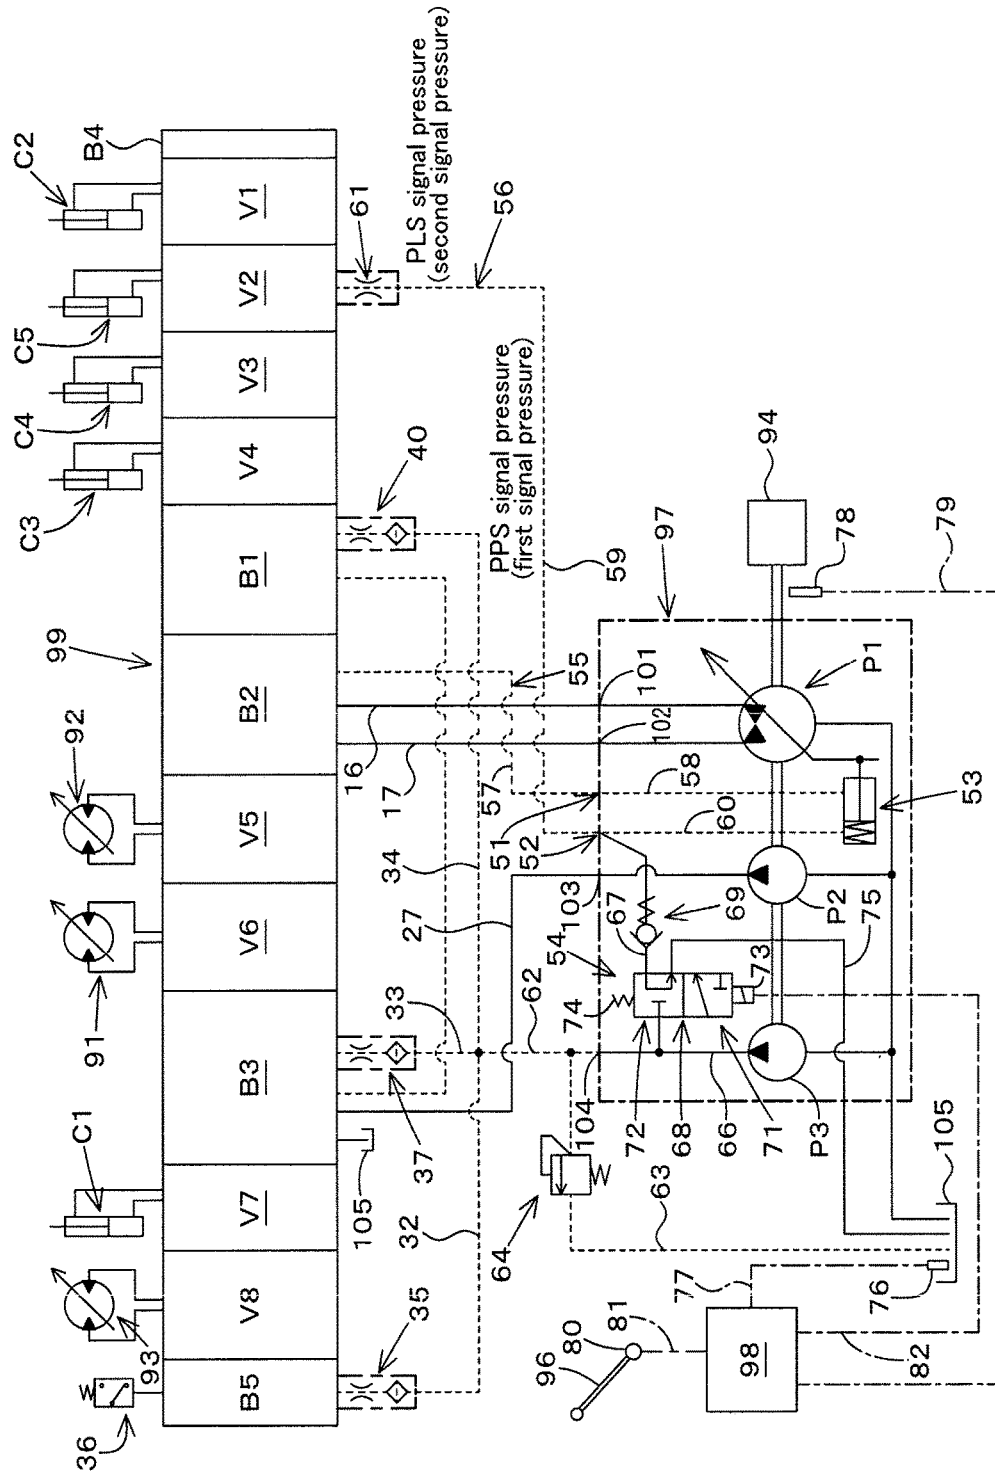 36
93
C1
91
92
99
C3
C4
C5
C2
B4
B5
V8
V7
B3
V6
V5
B2
B1
V4
V3
V2
V1
35
32
105
37
33
34
27
17
16
40
61
PLS signal pressure
(second signal pressure)
56
PPS signal pressure
(first signal pressure)
59
55
57
62
64
63
104
74
54
67
103
52
51
102
101
97
72
68
66
71
P3
73
69
60
58
P2
75
53
P1
94
78
79
96
80
81
77
76
105
98
82